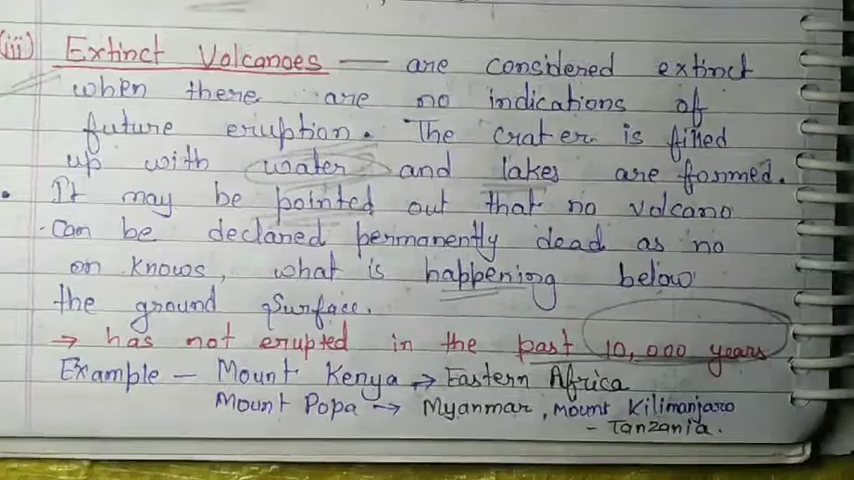 (iii) Extinct Volcanoes — are considered extinct
when there are no indications of
future eruption. The crater is filled
up with water and lakes are formed.
• It may be pointed out that no volcano
can be declared permanently dead as no
on knows, what is happening below
the ground surface.
→ has not erupted in the past 10,000 years
Example – Mount Kenya → Eastern Africa
Mount Popa → Myanmar, Mount Kilimanjaro
- Tanzania.